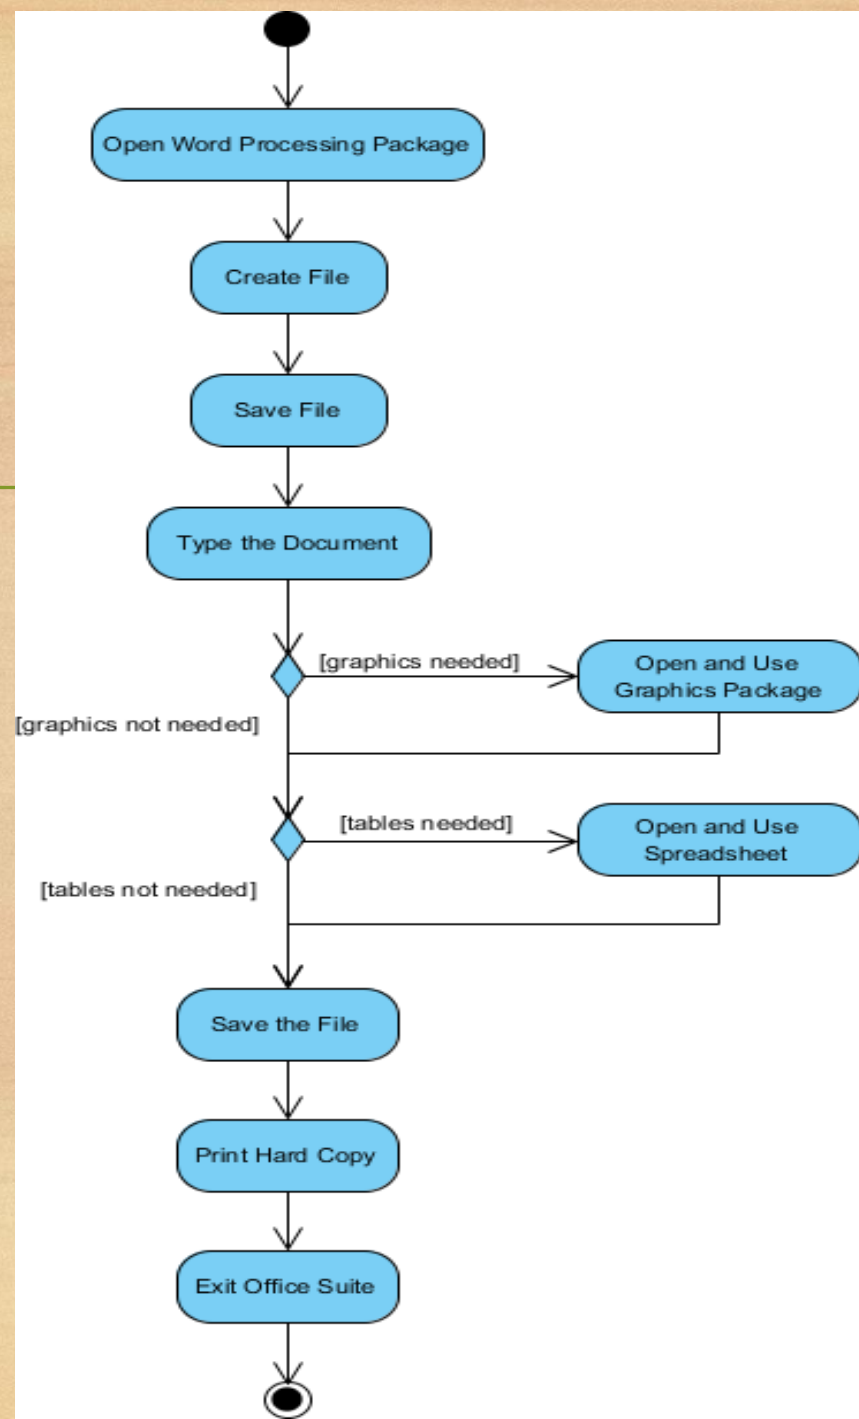 Open Word Processing Package
Create File
Save File
Type the Document
[graphics needed]
Open and Use
Graphics Package
[graphics not needed]
[tables needed]
Open and Use
Spreadsheet
[tables not needed]
Save the File
Print Hard Copy
Exit Office Suite